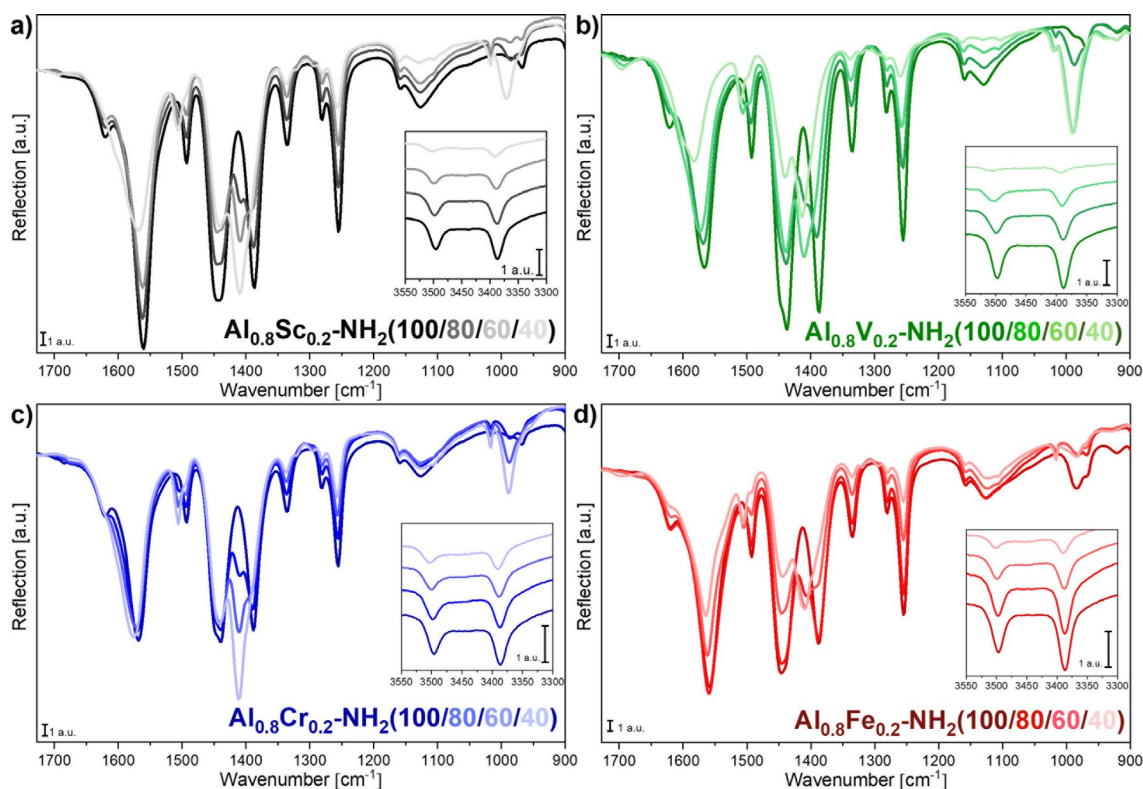 a)
Reflection [a.u.]
3550 3500 3450 3400 3350 3300
1 a.u.
Al0.8Sc0.2-NH2(100/80/60/40)
1 a.u.
1700 1600 1500 1400 1300 1200 1100 1000 900
Wavenumber [cm-1]
b)
Reflection [a.u.]
3550 3500 3450 3400 3350 3300
1 a.u.
Al0.8V0.2-NH2(100/80/60/40)
1 a.u.
1700 1600 1500 1400 1300 1200 1100 1000 900
Wavenumber [cm-1]
c)
Reflection [a.u.]
3550 3500 3450 3400 3350 3300
1 a.u.
Al0.8Cr0.2-NH2(100/80/60/40)
1 a.u.
1700 1600 1500 1400 1300 1200 1100 1000 900
Wavenumber [cm-1]
d)
Reflection [a.u.]
3550 3500 3450 3400 3350 3300
1 a.u.
Al0.8Fe0.2-NH2(100/80/60/40)
1 a.u.
1700 1600 1500 1400 1300 1200 1100 1000 900
Wavenumber [cm-1]